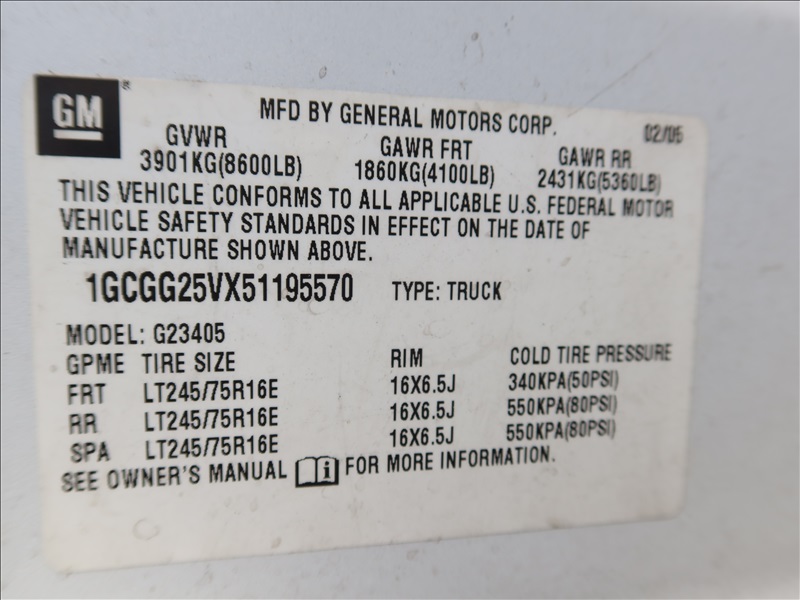 GM
MFD BY GENERAL MOTORS CORP. 02/05
GVWR GAWR FRT GAWR RR
3901KG(8600LB) 1860KG(4100LB) 2431KG(5360LB)
THIS VEHICLE CONFORMS TO ALL APPLICABLE U.S. FEDERAL MOTOR
VEHICLE SAFETY STANDARDS IN EFFECT ON THE DATE OF
MANUFACTURE SHOWN ABOVE.
1GCGG25VX51195570 TYPE: TRUCK
MODEL: G23405
GPME TIRE SIZE RIM COLD TIRE PRESSURE
FRT LT245/75R16E 16X6.5J 340KPA(50PSI)
RR LT245/75R16E 16X6.5J 550KPA(80PSI)
SPA LT245/75R16E 16X6.5J 550KPA(80PSI)
SEE OWNER'S MANUAL i FOR MORE INFORMATION.